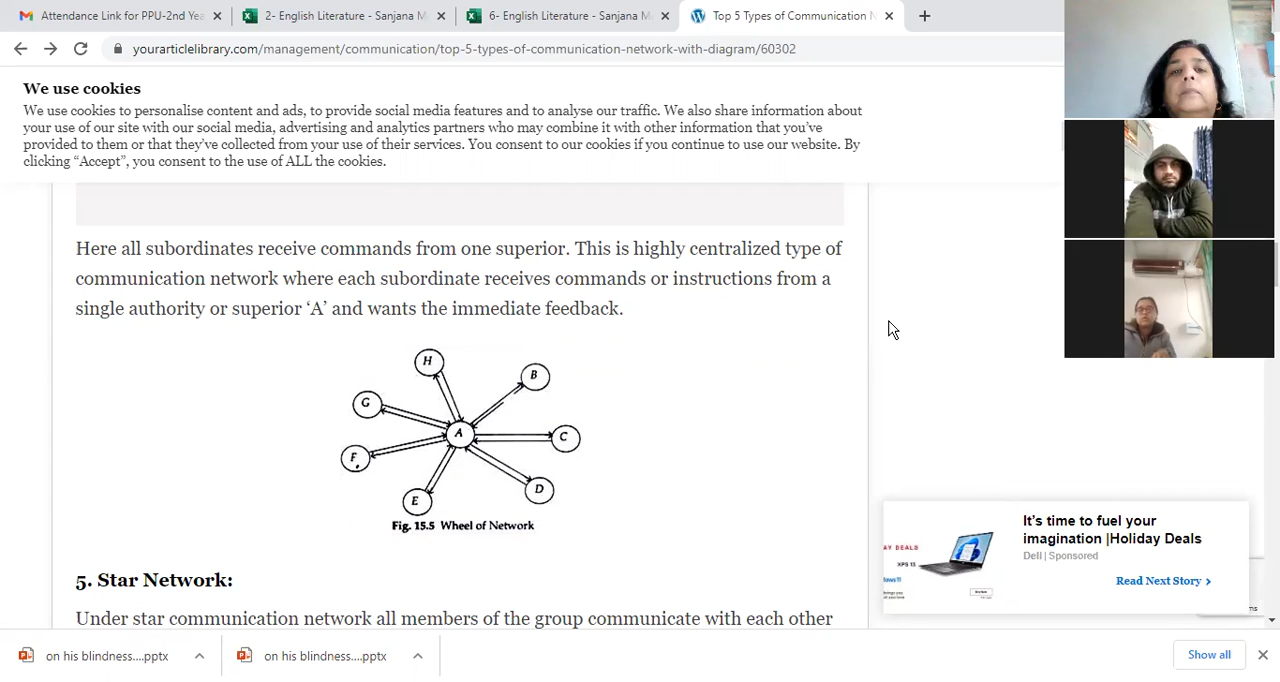 Attendance Link for PPU-2nd Yea
2- English Literature - Sanjana M
6- English Literature - Sanjana M
Top 5 Types of Communication N
yourarticlelibrary.com/management/communication/top-5-types-of-communication-network-with-diagram/60302
We use cookies
We use cookies to personalise content and ads, to provide social media features and to analyse our traffic. We also share information about
your use of our site with our social media, advertising and analytics partners who may combine it with other information that you've
provided to them or that they've collected from your use of their services. You consent to our cookies if you continue to use our website. By
clicking “Accept”, you consent to the use of ALL the cookies.
Here all subordinates receive commands from one superior. This is highly centralized type of
communication network where each subordinate receives commands or instructions from a
single authority or superior ‘A’ and wants the immediate feedback.
H
B
G
A
C
F
D
E
Fig. 15.5 Wheel of Network
5. Star Network:
Under star communication network all members of the group communicate with each other
It's time to fuel your
imagination |Holiday Deals
Dell | Sponsored
Read Next Story
AY DEALS
XPS 13
on his blindness....pptx
on his blindness....pptx
Show all